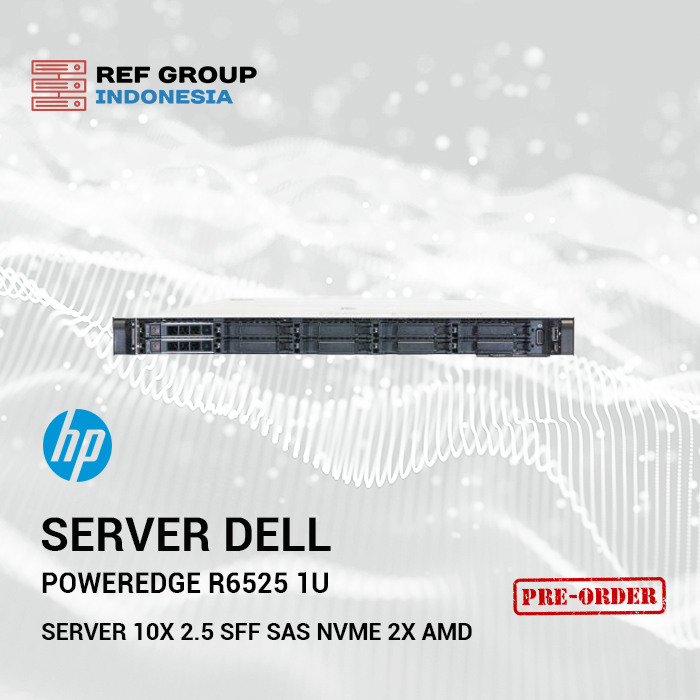 REF GROUP
INDONESIA
hp
SERVER DELL
POWEREDGE R6525 1U
PRE-ORDER
SERVER 10X 2.5 SFF SAS NVME 2X AMD